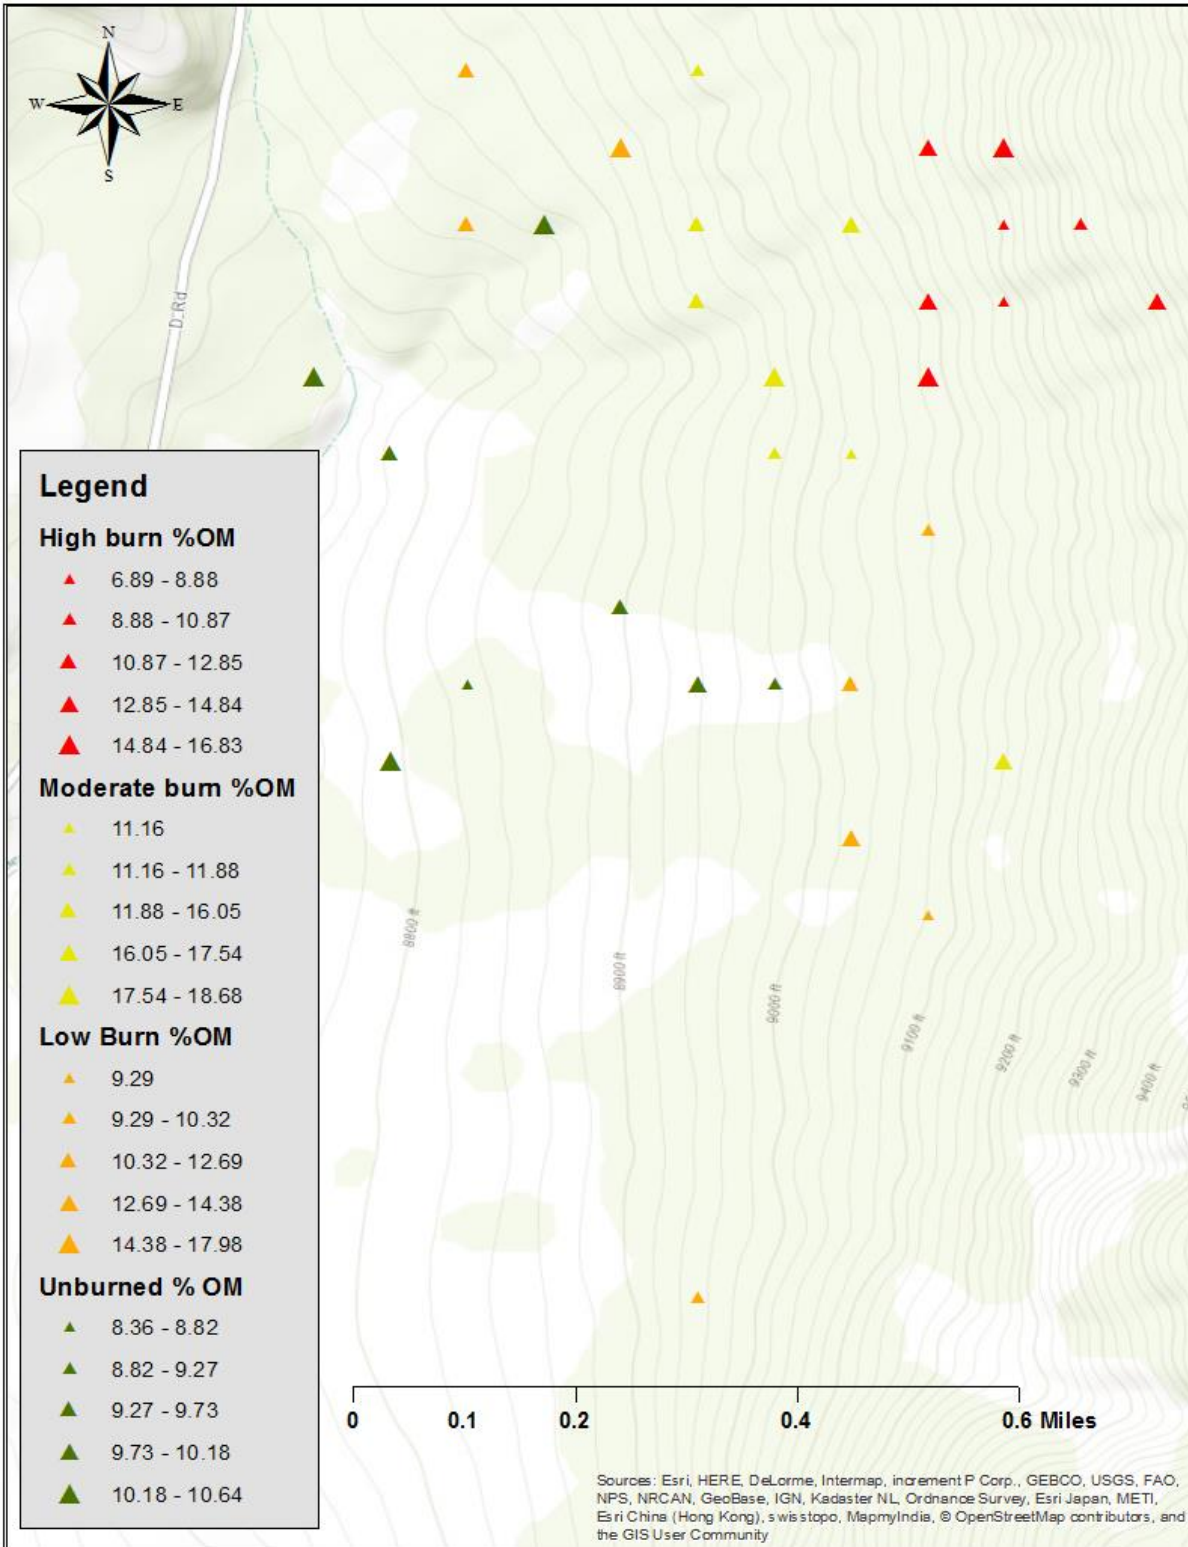 N
W
E
S
D Rd
Legend
High burn %OM
6.89 - 8.88
8.88 - 10.87
10.87 - 12.85
12.85 - 14.84
14.84 - 16.83
Moderate burn %OM
11.16
11.16 - 11.88
11.88 - 16.05
16.05 - 17.54
17.54 - 18.68
Low Burn %OM
9.29
9.29 - 10.32
10.32 - 12.69
12.69 - 14.38
14.38 - 17.98
Unburned % OM
8.36 - 8.82
8.82 - 9.27
9.27 - 9.73
9.73 - 10.18
10.18 - 10.64
8800 ft
8900 ft
9000 ft
9100 ft
9200 ft
9300 ft
9400 ft
0 0.1 0.2 0.4 0.6 Miles
Sources: Esri, HERE, DeLorme, Intermap, increment P Corp., GEBCO, USGS, FAO,
NPS, NRCAN, GeoBase, IGN, Kadaster NL, Ordnance Survey, Esri Japan, METI,
Esri China (Hong Kong), swisstopo, MapmyIndia, © OpenStreetMap contributors, and
the GIS User Community